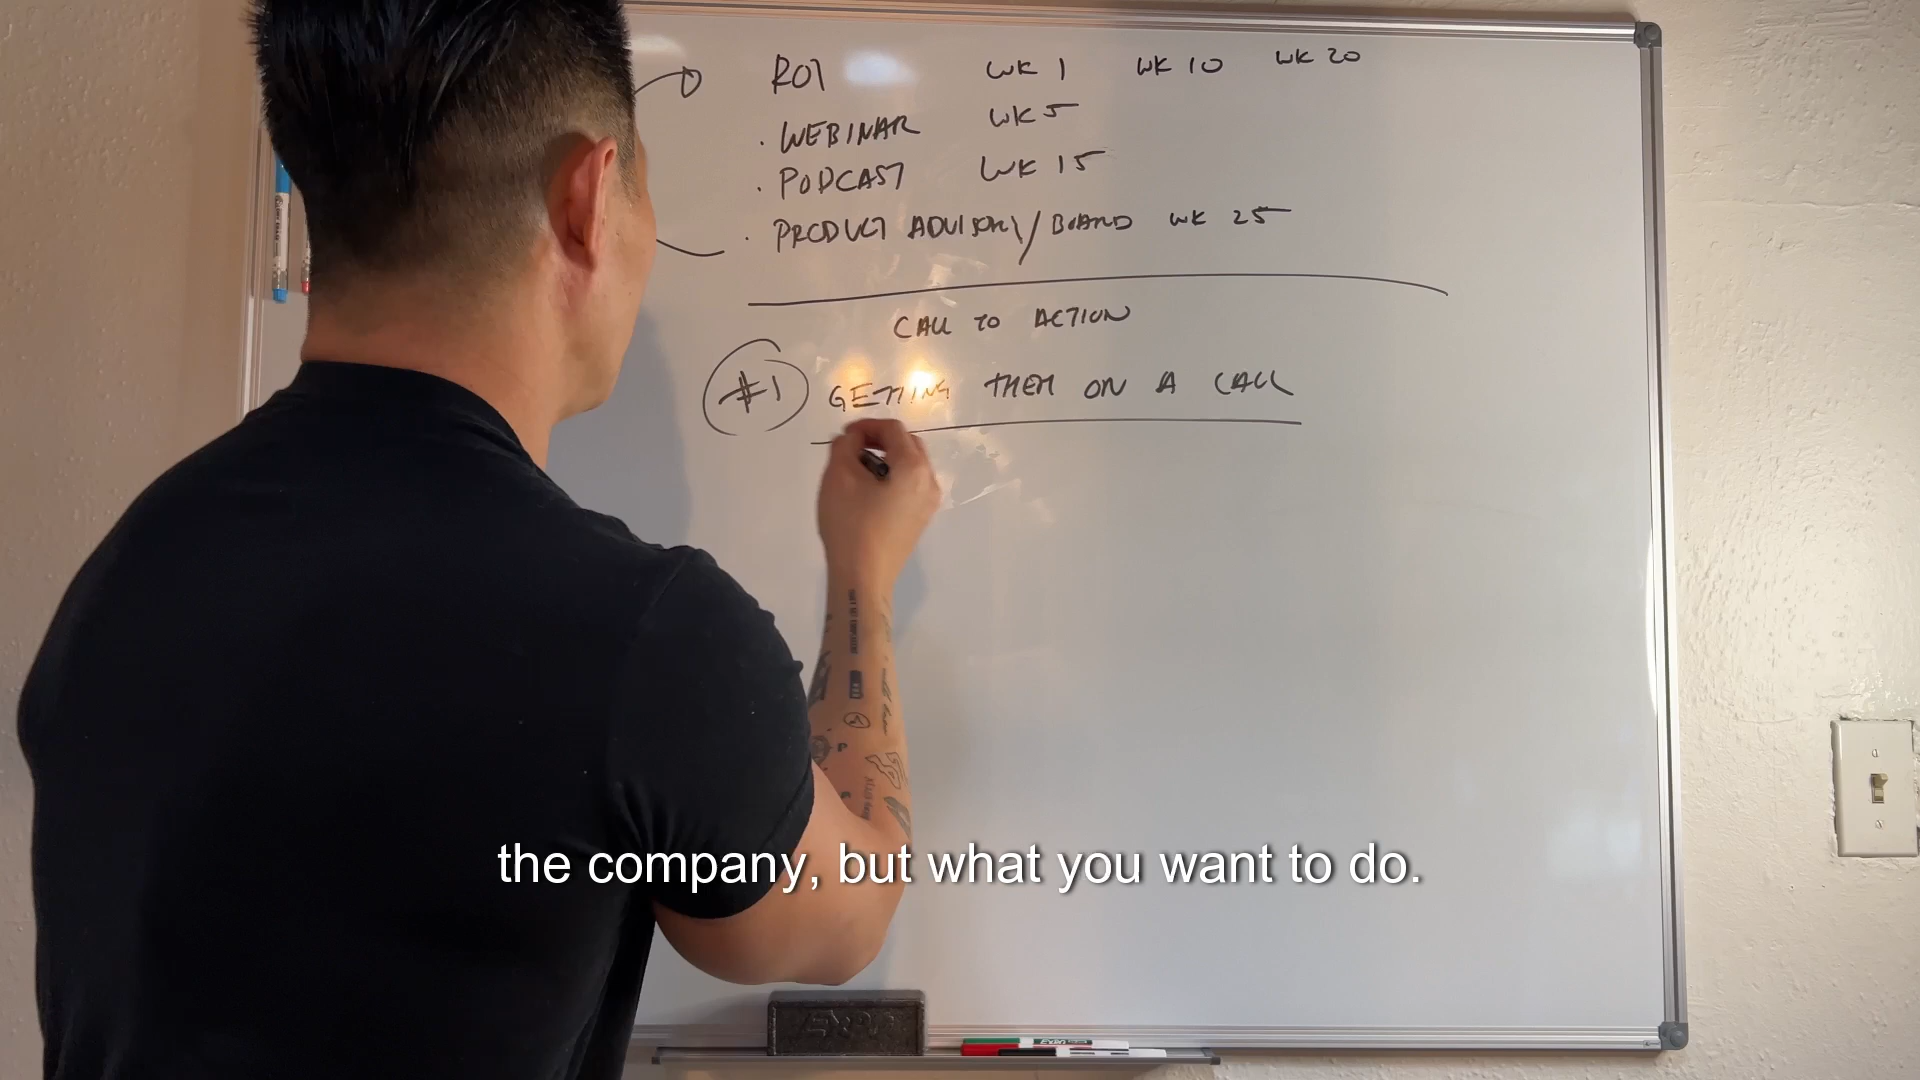 ROI WK 1 WK 10 WK 20
· WEBINAR WK 5
· PODCAST WK 15
· PRODUCT ADVISORY/BOARD WK 25
CALL TO ACTION
#1 GETTING THEM ON A CALL
the company, but what you want to do.
EXPO